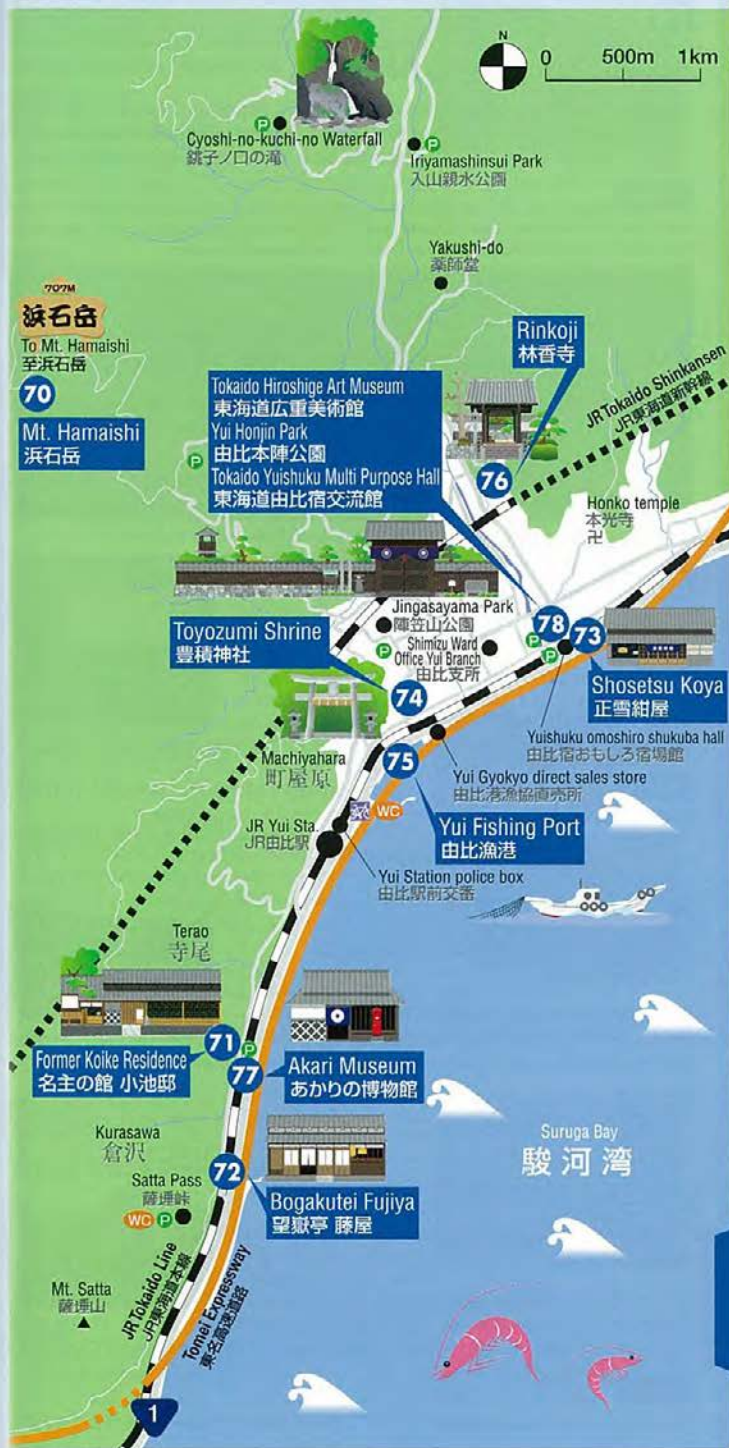 N
0 500m 1km
Cyoshi-no-kuchi-no Waterfall
銚子ノ口の滝
P
Iriyamashinsui Park
入山親水公園
P
Yakushi-do
薬師堂
707M
浜石岳
To Mt. Hamaishi
至浜石岳
70
Mt. Hamaishi
浜石岳
P
Rinkoji
林香寺
76
JR Tokaido Shinkansen
JR東海道新幹線
Tokaido Hiroshige Art Museum
東海道広重美術館
Yui Honjin Park
由比本陣公園
Tokaido Yuishuku Multi Purpose Hall
東海道由比宿交流館
Honko temple
本光寺
卍
Jingasayama Park
陣笠山公園
P
Shimizu Ward
Office Yui Branch
由比支所
78
73
P
P
Shosetsu Koya
正雪紺屋
Toyozumi Shrine
豊積神社
74
Yuishuku omoshiro shukuba hall
由比宿おもしろ宿場館
Machiyahara
町屋原
75
Yui Gyokyo direct sales store
由比港漁協直売所
WC
Yui Fishing Port
由比漁港
JR Yui Sta.
JR由比駅
Yui Station police box
由比駅前交番
Terao
寺尾
71
P
Former Koike Residence
名主の館 小池邸
77
Akari Museum
あかりの博物館
Kurasawa
倉沢
72
Bogakutei Fujiya
望嶽亭 藤屋
Suruga Bay
駿河湾
Satta Pass
薩埵峠
WC P
Mt. Satta
薩埵山
JR Tokaido Line
JR東海道本線
Tomei Expressway
東名高速道路
1